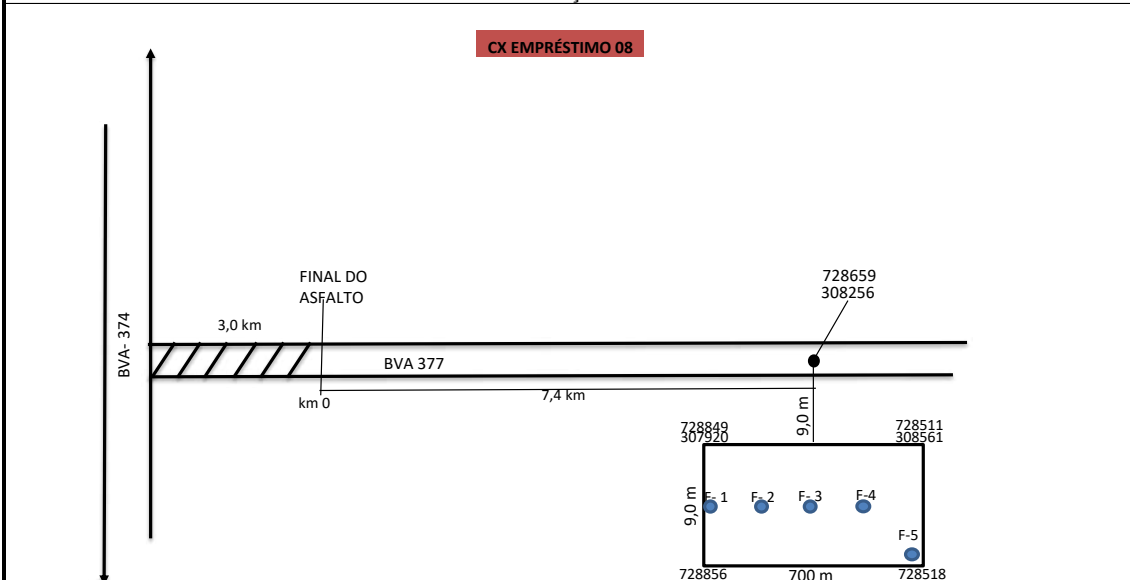 CX EMPRÉSTIMO 08
FINAL DO
ASFALTO
728659
308256
3,0 km
BVA- 374
BVA 377
7,4 km
km 0
9,0 m
728849
307920
728511
308561
9,0 m
F- 1
F- 2
F- 3
F-4
F-5
728856
700 m
728518